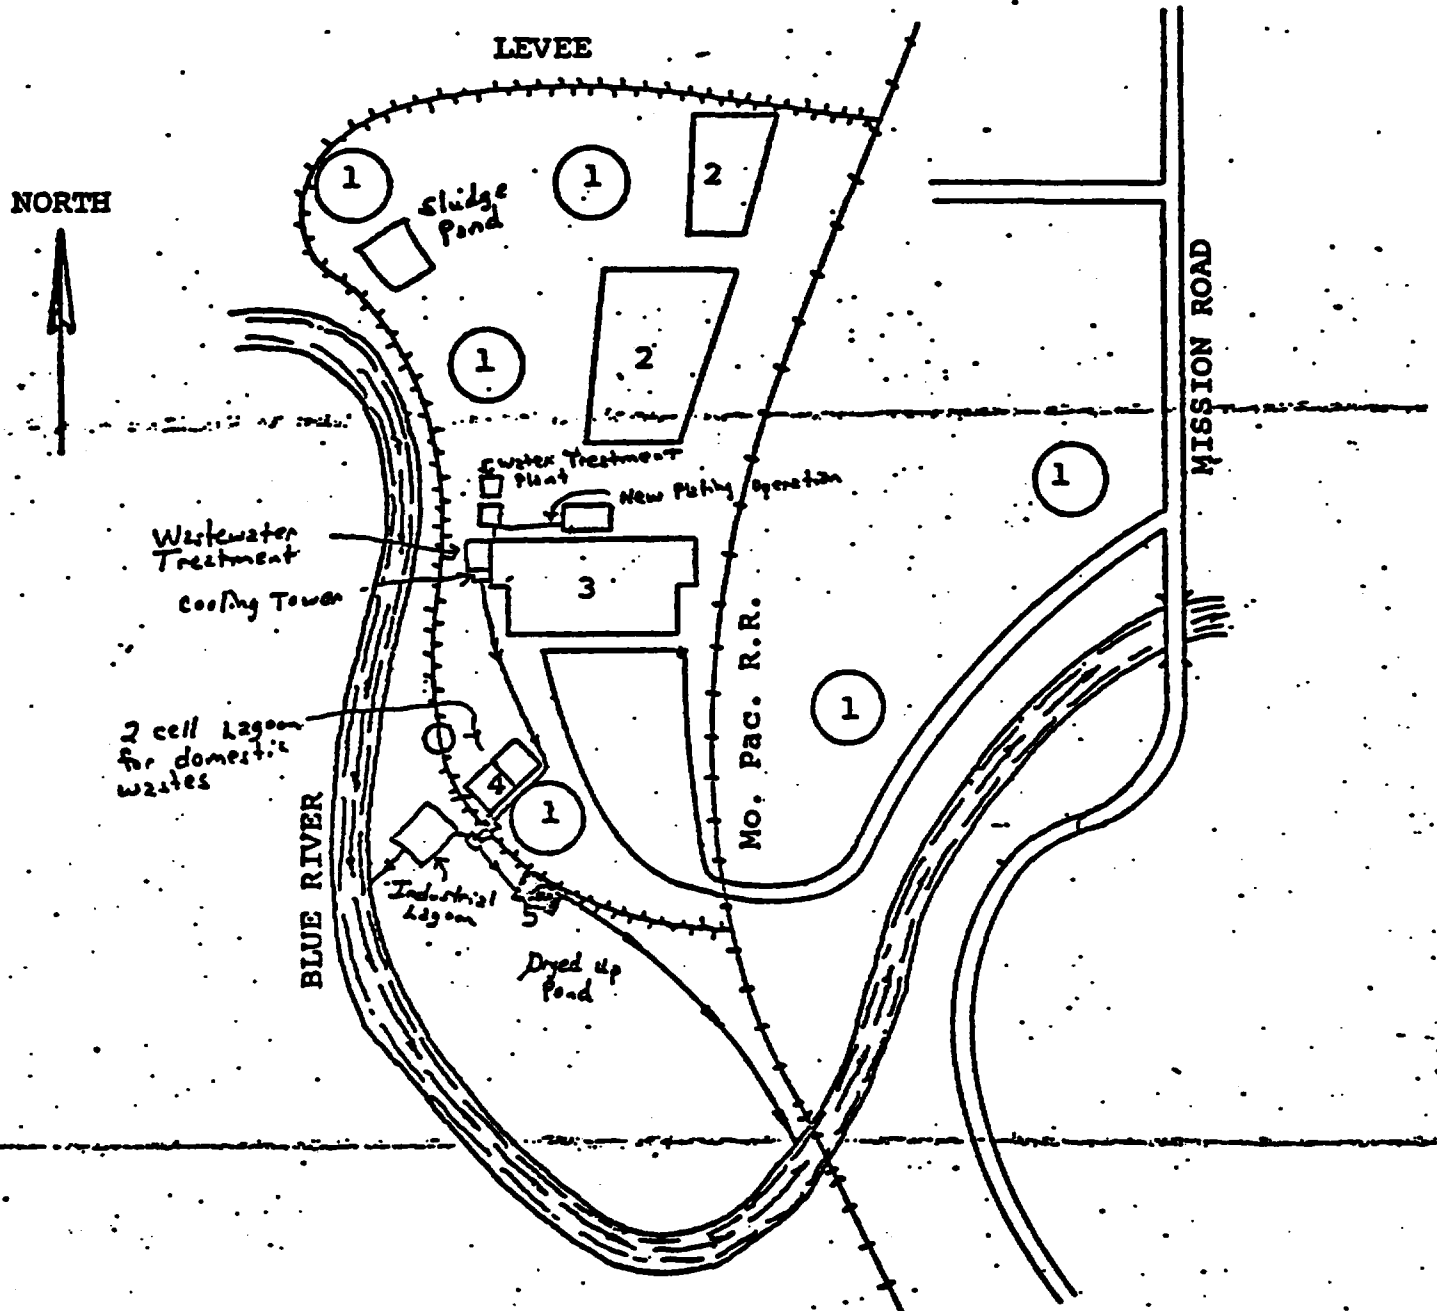 LEVEE
1
1
2
NORTH
Sludge
Pond
1
2
MISSION ROAD
1
Water Treatment
Plant
New Plating Operation
Wastewater
Treatment
3
Cooling Tower
Mo. Pac. R.R.
1
2 cell Lagoon
for domestic
wastes
4
1
BLUE RIVER
Industrial
Lagoon
5
Dryed up
Pond